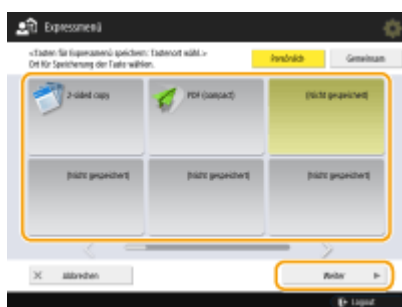 Expressmenü
<Tasten für Expressmenü speichern: Tastenort wähl.>
Ort für Speicherung der Taste wählen.
Persönlich
Gemeinsam
2-sided copy
PDF (compact)
(Nicht gespeichert)
(Nicht gespeichert)
(Nicht gespeichert)
(Nicht gespeichert)
Abbrechen
Weiter
Logout